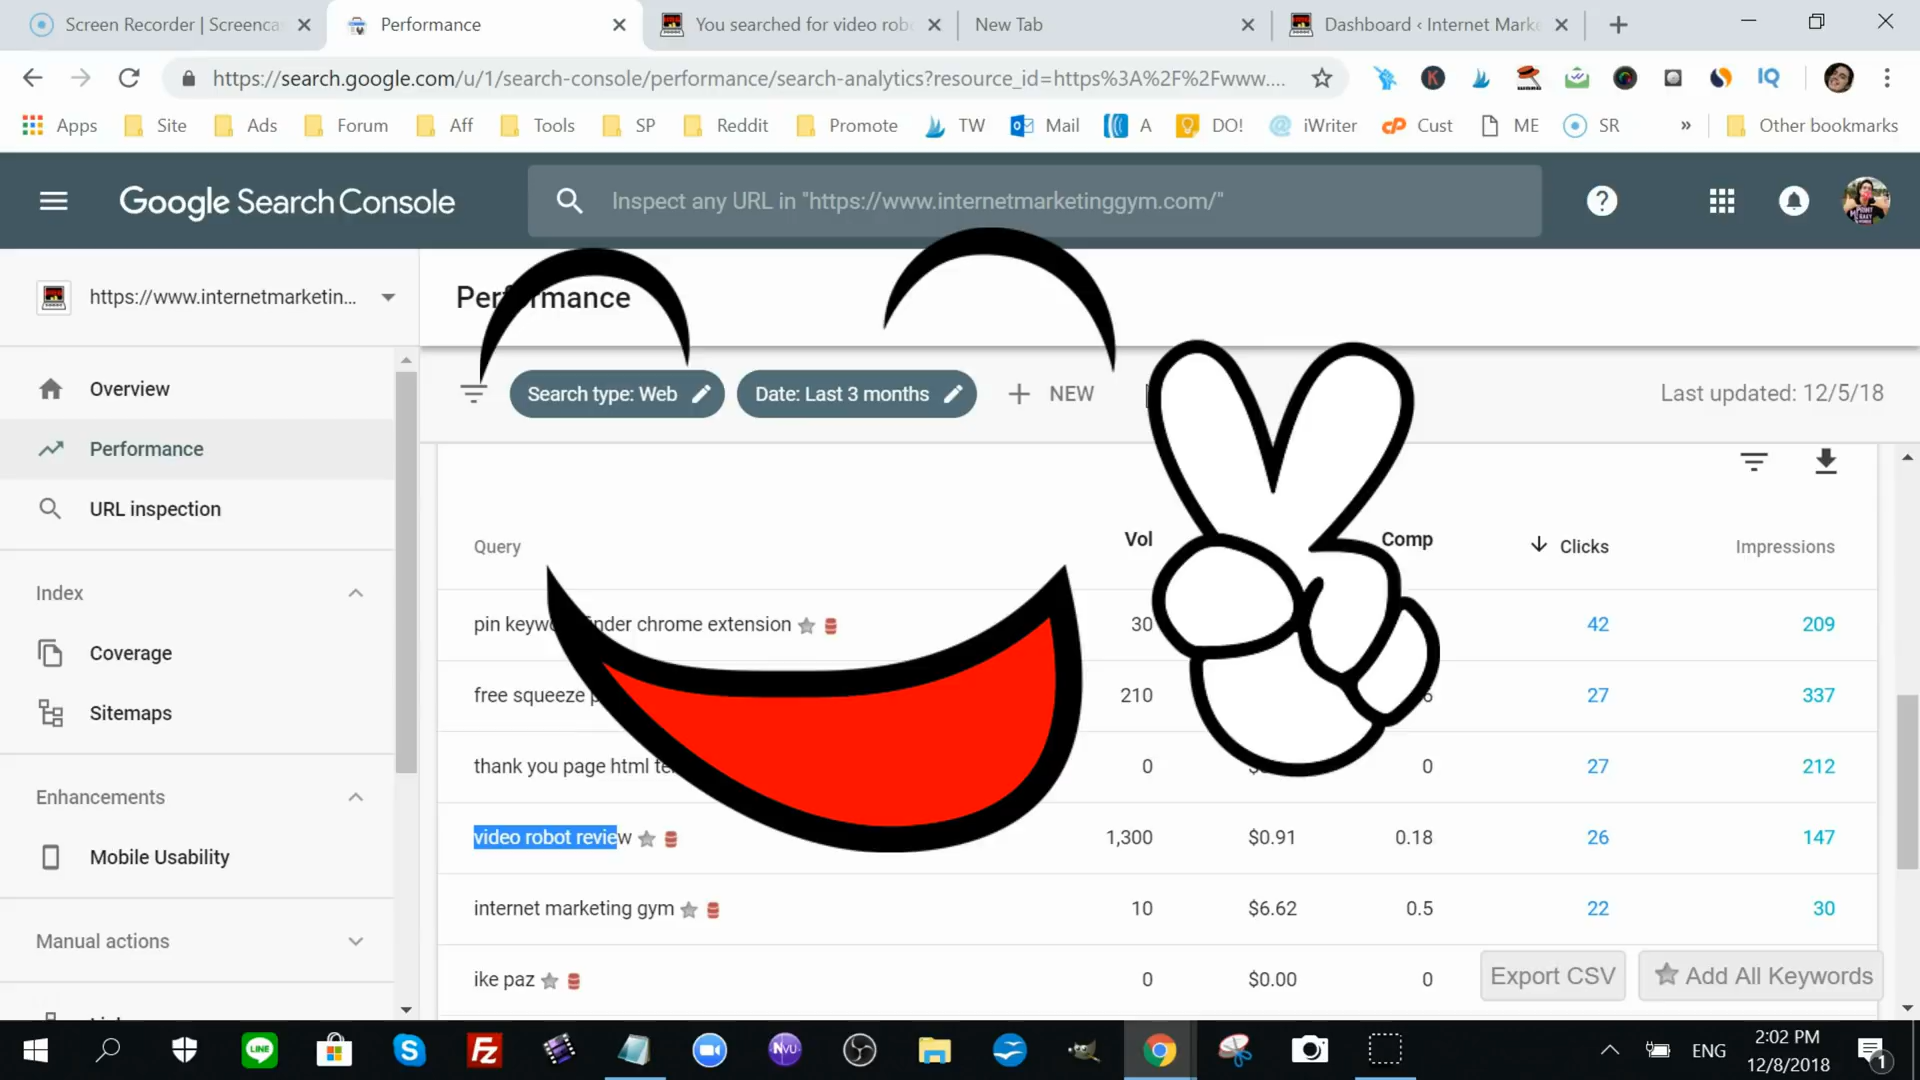 Screen Recorder | Screenca
Performance
You searched for video rob
New Tab
Dashboard ‹ Internet Marke
https://search.google.com/u/1/search-console/performance/search-analytics?resource_id=https%3A%2F%2Fwww....
Apps Site Ads Forum Aff Tools SP Reddit Promote TW Mail A DO! iWriter Cust ME SR » Other bookmarks
Google Search Console
Inspect any URL in "https://www.internetmarketinggym.com/"
https://www.internetmarketin...
Performance
Overview
Performance
URL inspection
Index
Coverage
Sitemaps
Enhancements
Mobile Usability
Manual actions
Search type: Web
Date: Last 3 months
NEW
Last updated: 12/5/18
Query Vol Comp Clicks Impressions
pin keyword finder chrome extension 30 42 209
free squeeze 210 27 337
thank you page html 0 0 27 212
video robot review 1,300 $0.91 0.18 26 147
internet marketing gym 10 $6.62 0.5 22 30
ike paz 0 $0.00 0
Export CSV
Add All Keywords
LINE
NVU
ENG
2:02 PM
12/8/2018
1